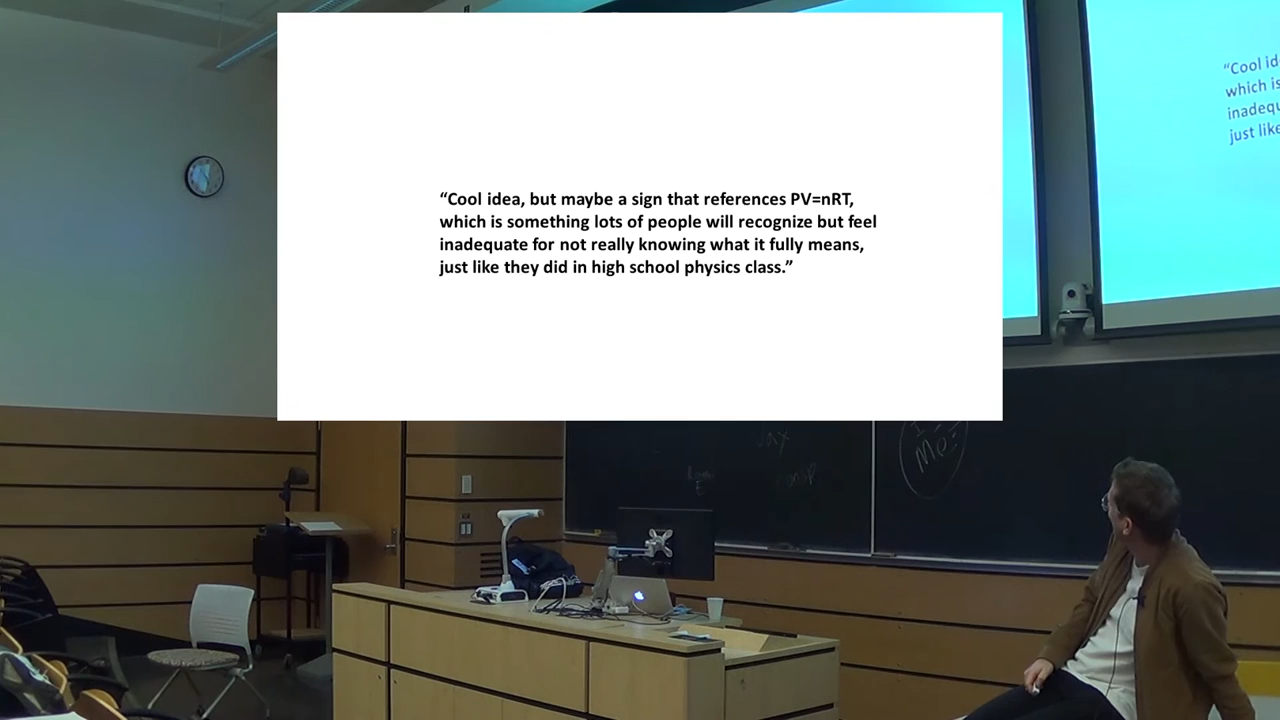 “Cool idea, but maybe a sign that references PV=nRT,
which is something lots of people will recognize but feel
inadequate for not really knowing what it fully means,
just like they did in high school physics class.”
“Cool id
which is
inadequ
just like